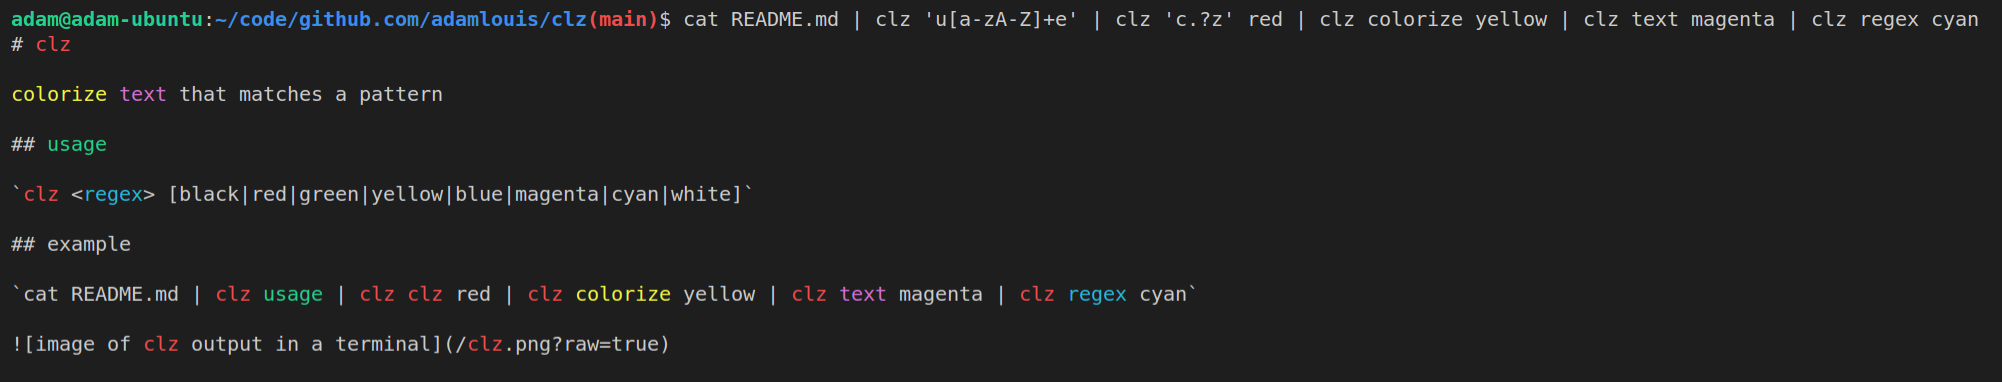 adam@adam-ubuntu:~/code/github.com/adamlouis/clz(main)$ cat README.md | clz 'u[a-zA-Z]+e' | clz 'c.?z' red | clz colorize yellow | clz text magenta | clz regex cyan
# clz
colorize text that matches a pattern
## usage
`clz <regex> [black|red|green|yellow|blue|magenta|cyan|white]`
## example
`cat README.md | clz usage | clz clz red | clz colorize yellow | clz text magenta | clz regex cyan`
![image of clz output in a terminal](/clz.png?raw=true)